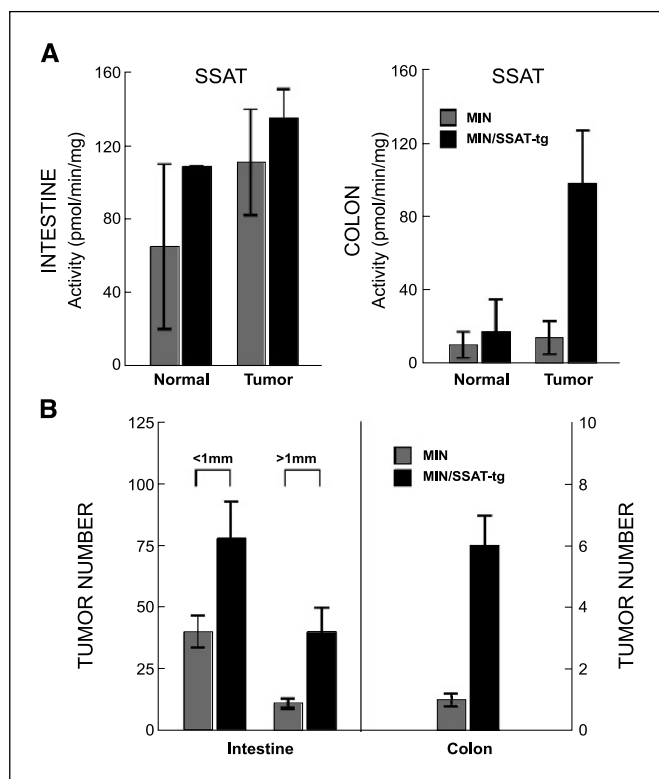 A
SSAT
INTESTINE
Activity (pmol/min/mg)
160
120
80
40
0
Normal Tumor
SSAT
MIN
MIN/SSAT-tg
COLON
Activity (pmol/min/mg)
160
120
80
40
0
Normal Tumor
B
TUMOR NUMBER
125
100
75
50
25
0
<1mm >1mm
Intestine
MIN
MIN/SSAT-tg
Colon
10
8
6
4
2
0
TUMOR NUMBER